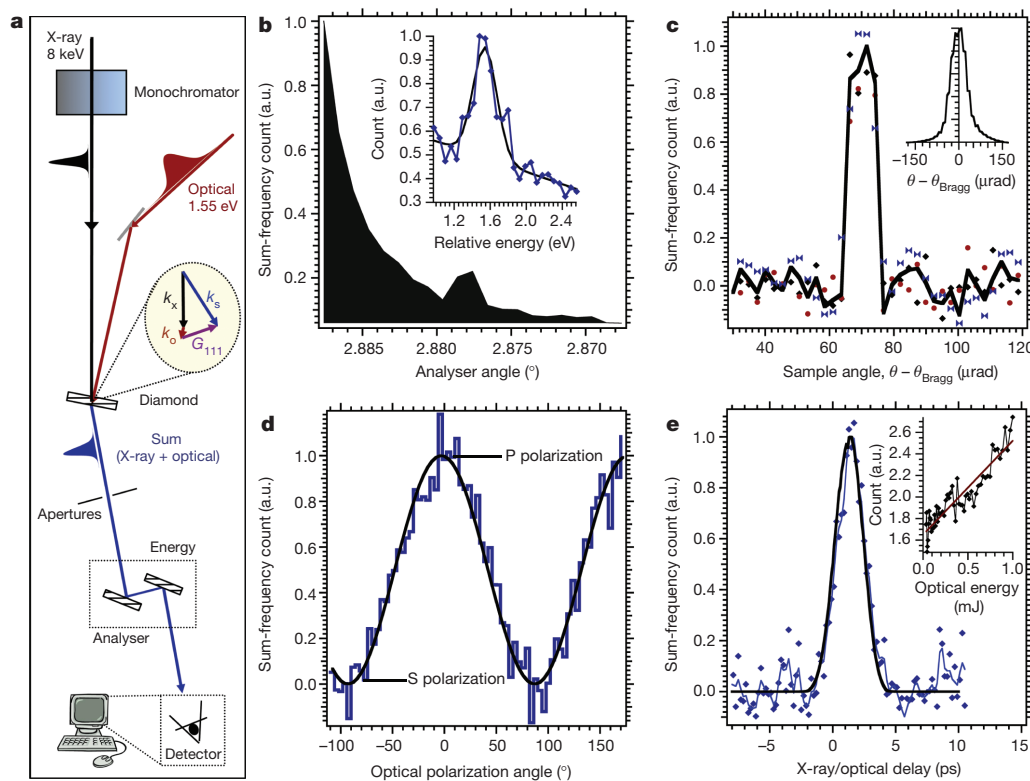 a
X-ray
8 keV
Monochromator
Optical
1.55 eV
kx
ks
ko
G111
Diamond
Sum
(X-ray + optical)
Apertures
Energy
Analyser
Detector
b
Sum-frequency count (a.u.)
1.0
0.8
0.6
0.4
0.2
2.885
2.880
2.875
2.870
Analyser angle (°)
Count (a.u.)
1.0
0.9
0.8
0.7
0.6
0.5
0.4
0.3
1.2
1.6
2.0
2.4
Relative energy (eV)
c
Sum-frequency count (a.u.)
1.0
0.8
0.6
0.4
0.2
0.0
40
60
80
100
120
Sample angle, θ – θBragg (μrad)
–150
0
150
θ – θBragg (μrad)
d
Sum-frequency count (a.u.)
1.0
0.8
0.6
0.4
0.2
0.0
P polarization
S polarization
–100
–50
0
50
100
150
Optical polarization angle (°)
e
Sum-frequency count (a.u.)
1.0
0.8
0.6
0.4
0.2
0.0
–5
0
5
10
15
X-ray/optical delay (ps)
Count (a.u.)
2.6
2.4
2.2
2.0
1.8
1.6
0.0
0.5
1.0
Optical energy
(mJ)